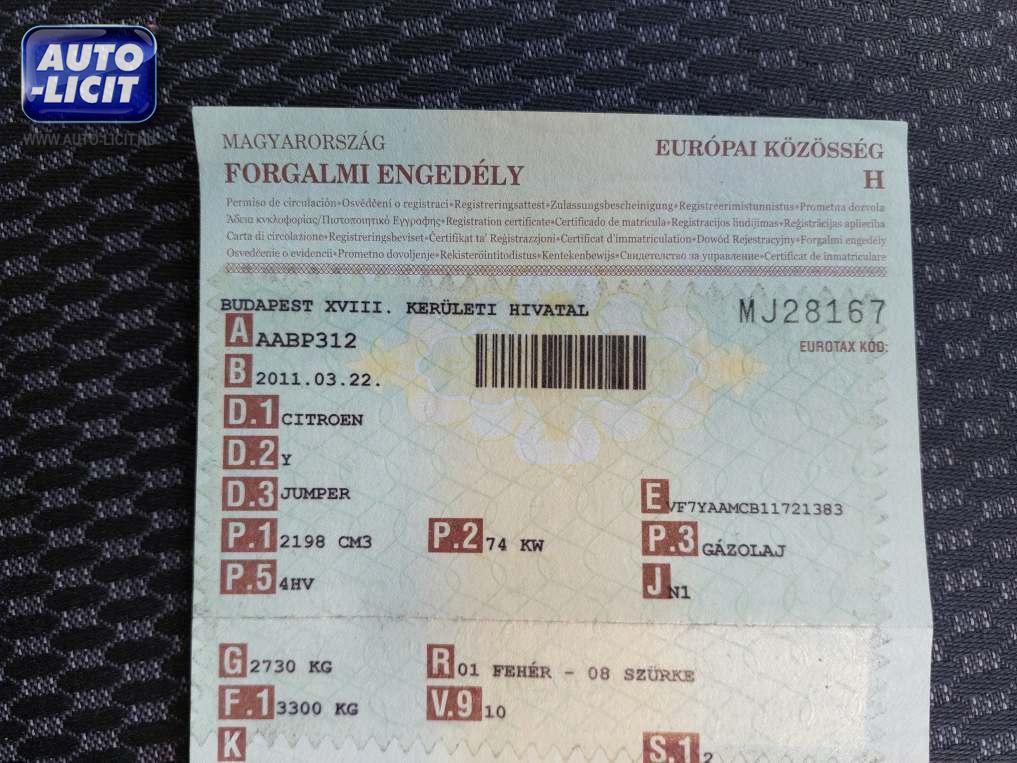 AUTO
-LICIT
WWW.AUTO-LICIT.HU
MAGYARORSZÁG
EURÓPAI KÖZÖSSÉG
FORGALMI ENGEDÉLY
H
Permiso de circulación•Osvědčení o registraci•Registreringsattest•Zulassungsbescheinigung•Registreerimistunnistus•Prometna dozvola
Άδεια κυκλοφορίας/Πιστοποιητικό Εγγραφής•Registration certificate•Certificado de matrícula•Registracijos liudijimas•Reģistrācijas apliecība
Carta di circolazione•Registreringsbeviset•Ċertifikat ta' Reġistrazzjoni•Certificat d'immatriculation•Dowód Rejestracyjny•Forgalmi engedély
Osvedčenie o evidencii•Prometno dovoljenje•Rekisteröintitodistus•Kentekenbewijs•Свидетелство за управление•Certificat de înmatriculare
BUDAPEST XVIII. KERÜLETI HIVATAL
MJ28167
A AABP312
EUROTAX KÓD:
B 2011.03.22.
D.1 CITROEN
D.2 Y
D.3 JUMPER
E VF7YAAMCB11721383
P.1 2198 CM3 P.2 74 KW P.3 GÁZOLAJ
P.5 4HV J N1
G 2730 KG R 01 FEHÉR - 08 SZÜRKE
F.1 3300 KG V.9 10
K S.1 2